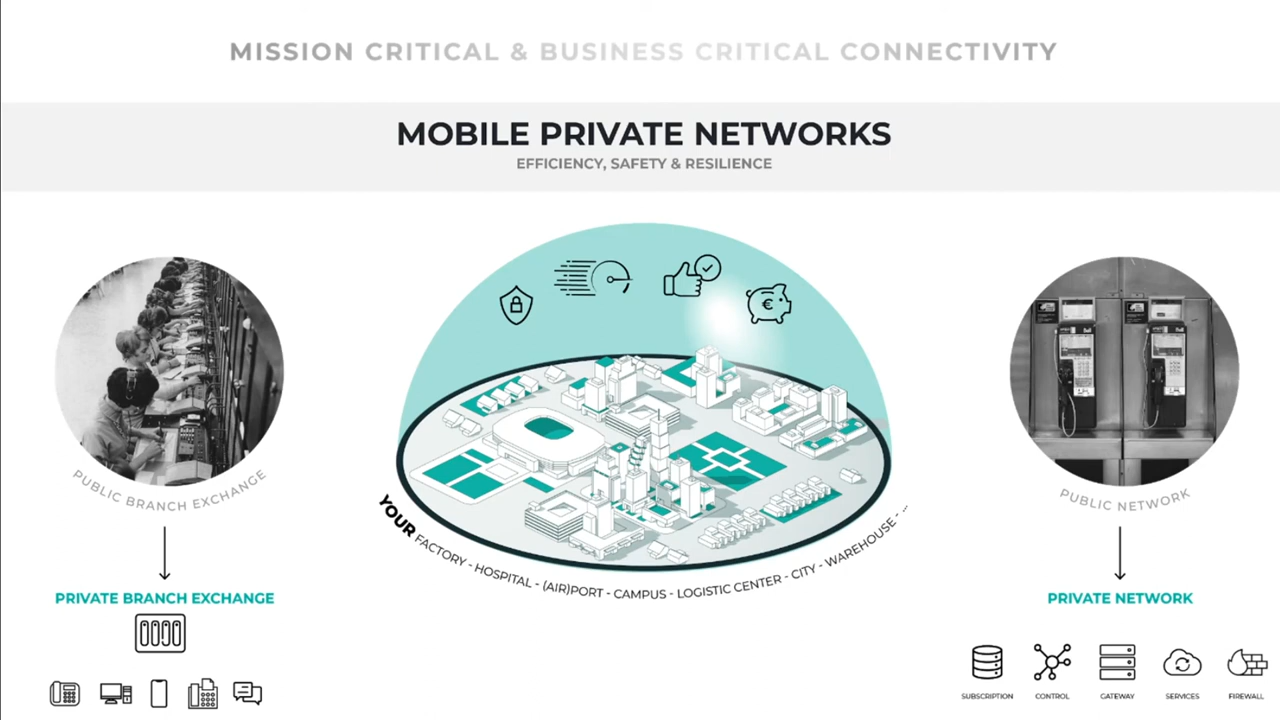 MISSION CRITICAL & BUSINESS CRITICAL CONNECTIVITY
MOBILE PRIVATE NETWORKS
EFFICIENCY, SAFETY & RESILIENCE
PUBLIC BRANCH EXCHANGE
PRIVATE BRANCH EXCHANGE
€
YOUR FACTORY - HOSPITAL - (AIR)PORT - CAMPUS - LOGISTIC CENTER - CITY - WAREHOUSE - ...
PUBLIC NETWORK
PRIVATE NETWORK
SUBSCRIPTION
CONTROL
GATEWAY
SERVICES
FIREWALL